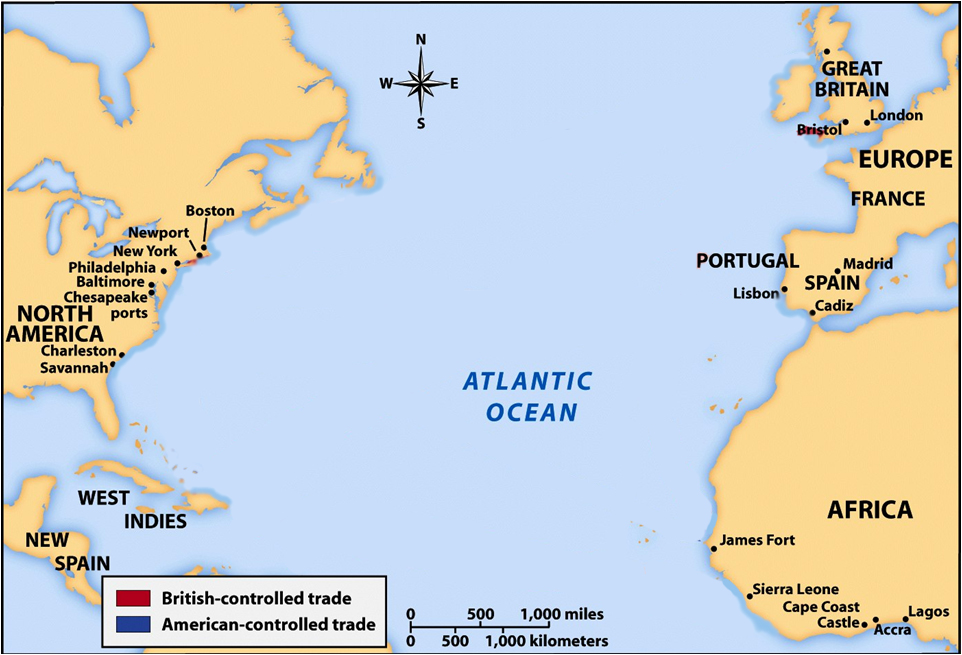 N
W E
S
GREAT
BRITAIN
London
Bristol
EUROPE
FRANCE
Boston
Newport
New York
Philadelphia
Baltimore
Chesapeake
ports
NORTH
AMERICA
Charleston
Savannah
PORTUGAL
Madrid
SPAIN
Lisbon
Cadiz
ATLANTIC
OCEAN
WEST
INDIES
NEW
SPAIN
AFRICA
James Fort
Sierra Leone
Cape Coast
Castle
Accra
Lagos
British-controlled trade
American-controlled trade
0 500 1,000 miles
0 500 1,000 kilometers